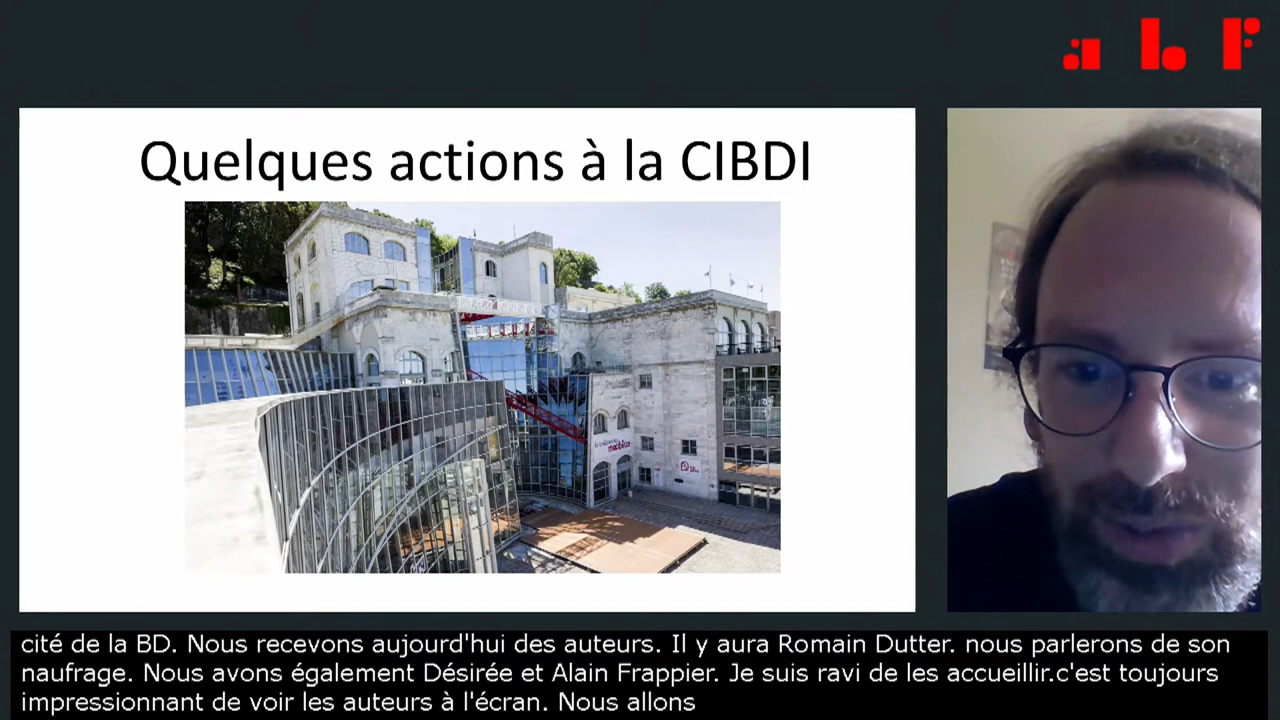 abf
Quelques actions à la CIBDI
cité de la BD. Nous recevons aujourd'hui des auteurs. Il y aura Romain Dutter. nous parlerons de son
naufrage. Nous avons également Désirée et Alain Frappier. Je suis ravi de les accueillir.c'est toujours
impressionnant de voir les auteurs à l'écran. Nous allons